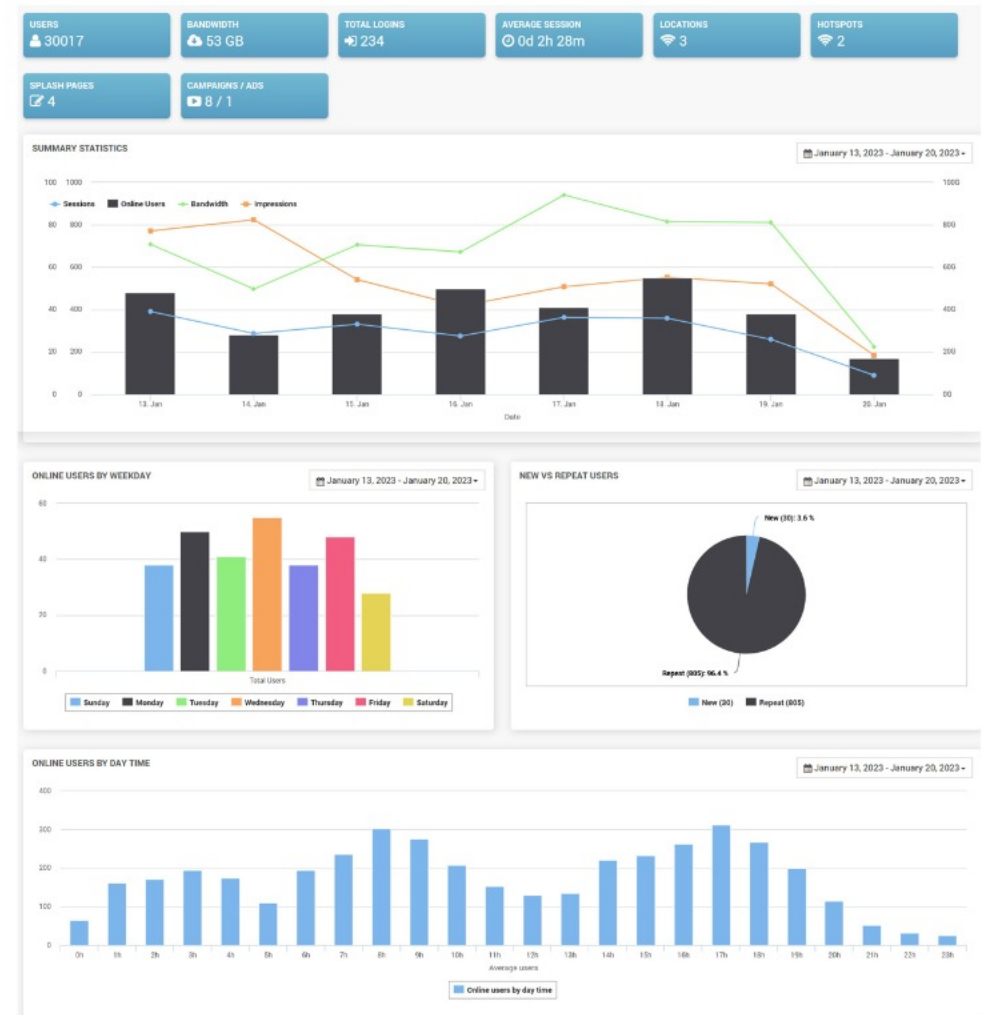 USERS
30017
BANDWIDTH
53 GB
TOTAL LOGINS
234
AVERAGE SESSION
0d 2h 28m
LOCATIONS
3
HOTSPOTS
2
SPLASH PAGES
4
CAMPAIGNS / ADS
8 / 1
SUMMARY STATISTICS
January 13, 2023 - January 20, 2023
100 1000 100G
Sessions Online Users Bandwidth Impressions
80 800 80G
60 600 60G
40 400 40G
20 200 20G
0 0 0G
13. Jan 14. Jan 15. Jan 16. Jan 17. Jan 18. Jan 19. Jan 20. Jan
Date
ONLINE USERS BY WEEKDAY
January 13, 2023 - January 20, 2023
60
40
20
0
Total Users
Sunday Monday Tuesday Wednesday Thursday Friday Saturday
NEW VS REPEAT USERS
January 13, 2023 - January 20, 2023
New (30): 3.6 %
Repeat (805): 96.4 %
New (30) Repeat (805)
ONLINE USERS BY DAY TIME
January 13, 2023 - January 20, 2023
400
300
200
100
0
0h 1h 2h 3h 4h 5h 6h 7h 8h 9h 10h 11h 12h 13h 14h 15h 16h 17h 18h 19h 20h 21h 22h 23h
Average users
Online users by day time